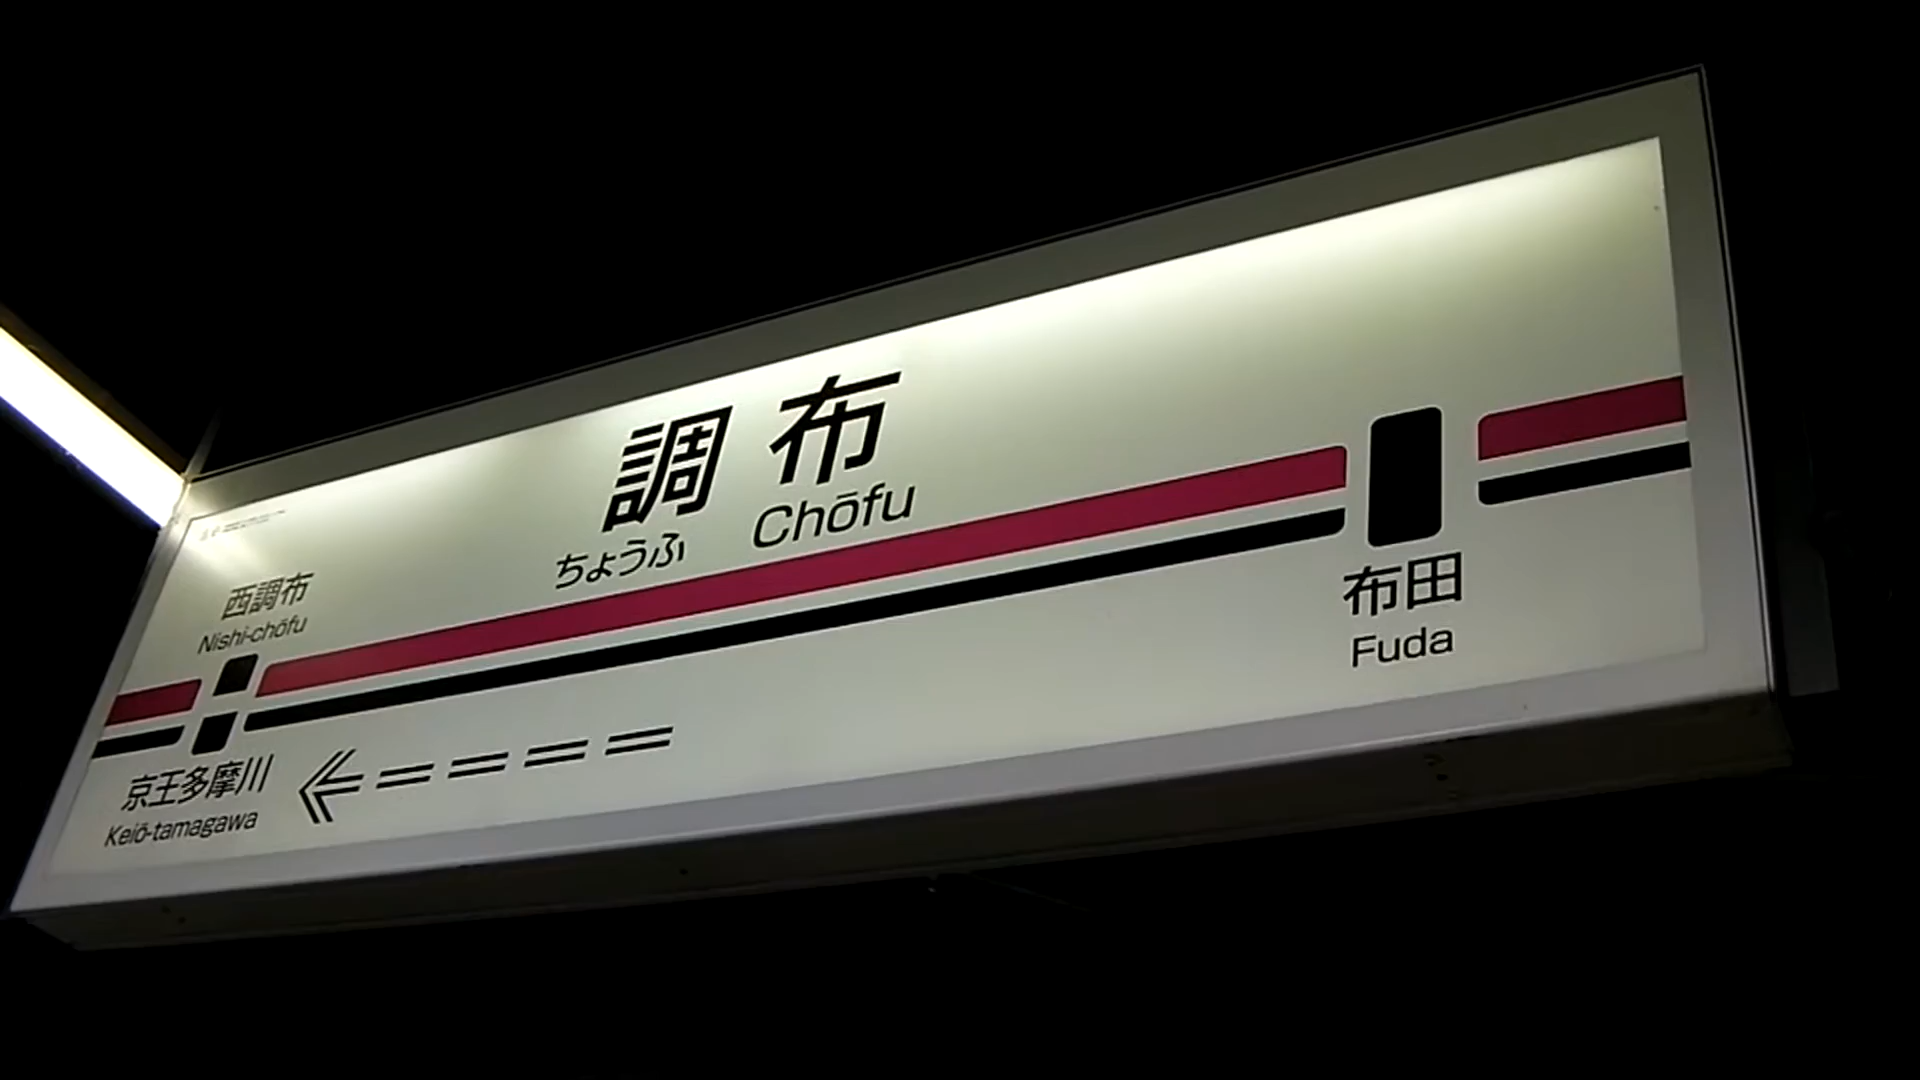 調布
ちょうふ
Chōfu
西調布
Nishi-chōfu
布田
Fuda
京王多摩川
Keiō-tamagawa